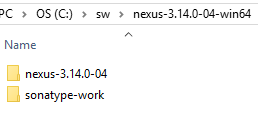 PC › OS (C:) › sw › nexus-3.14.0-04-win64
Name
nexus-3.14.0-04
sonatype-work